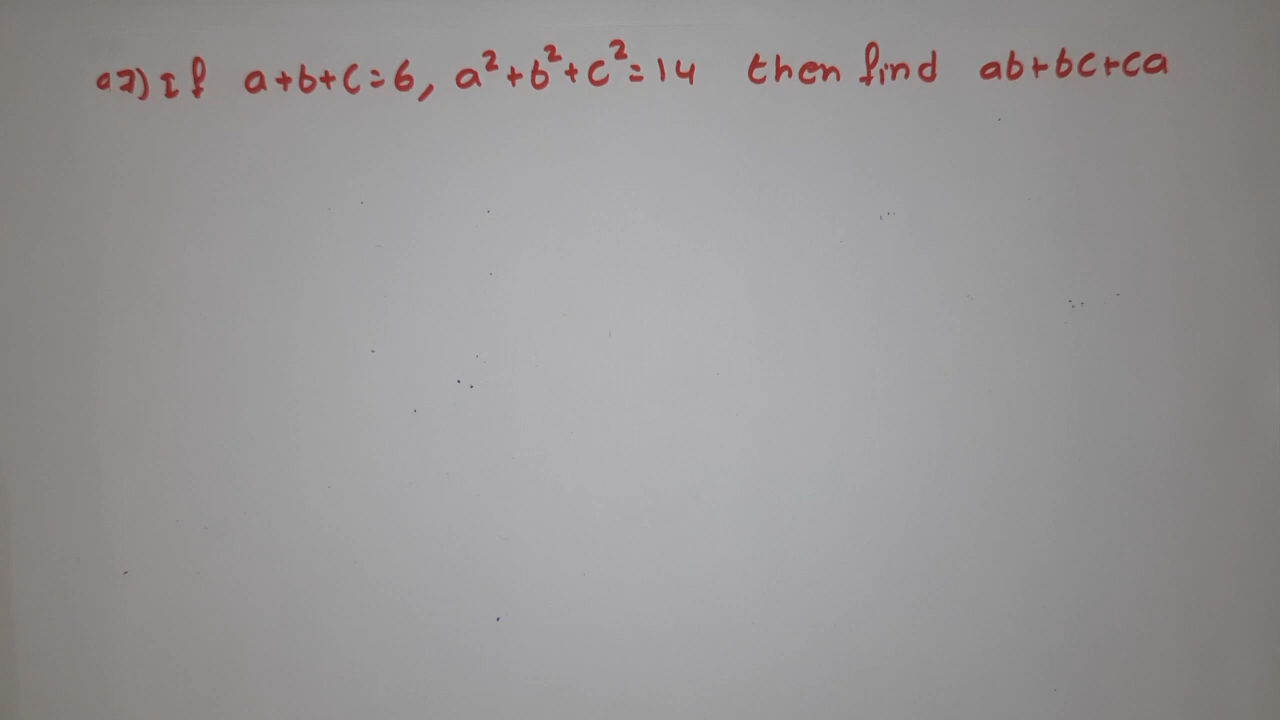 Q7) If a+b+c=6, a²+b²+c²=14 then find ab+bc+ca